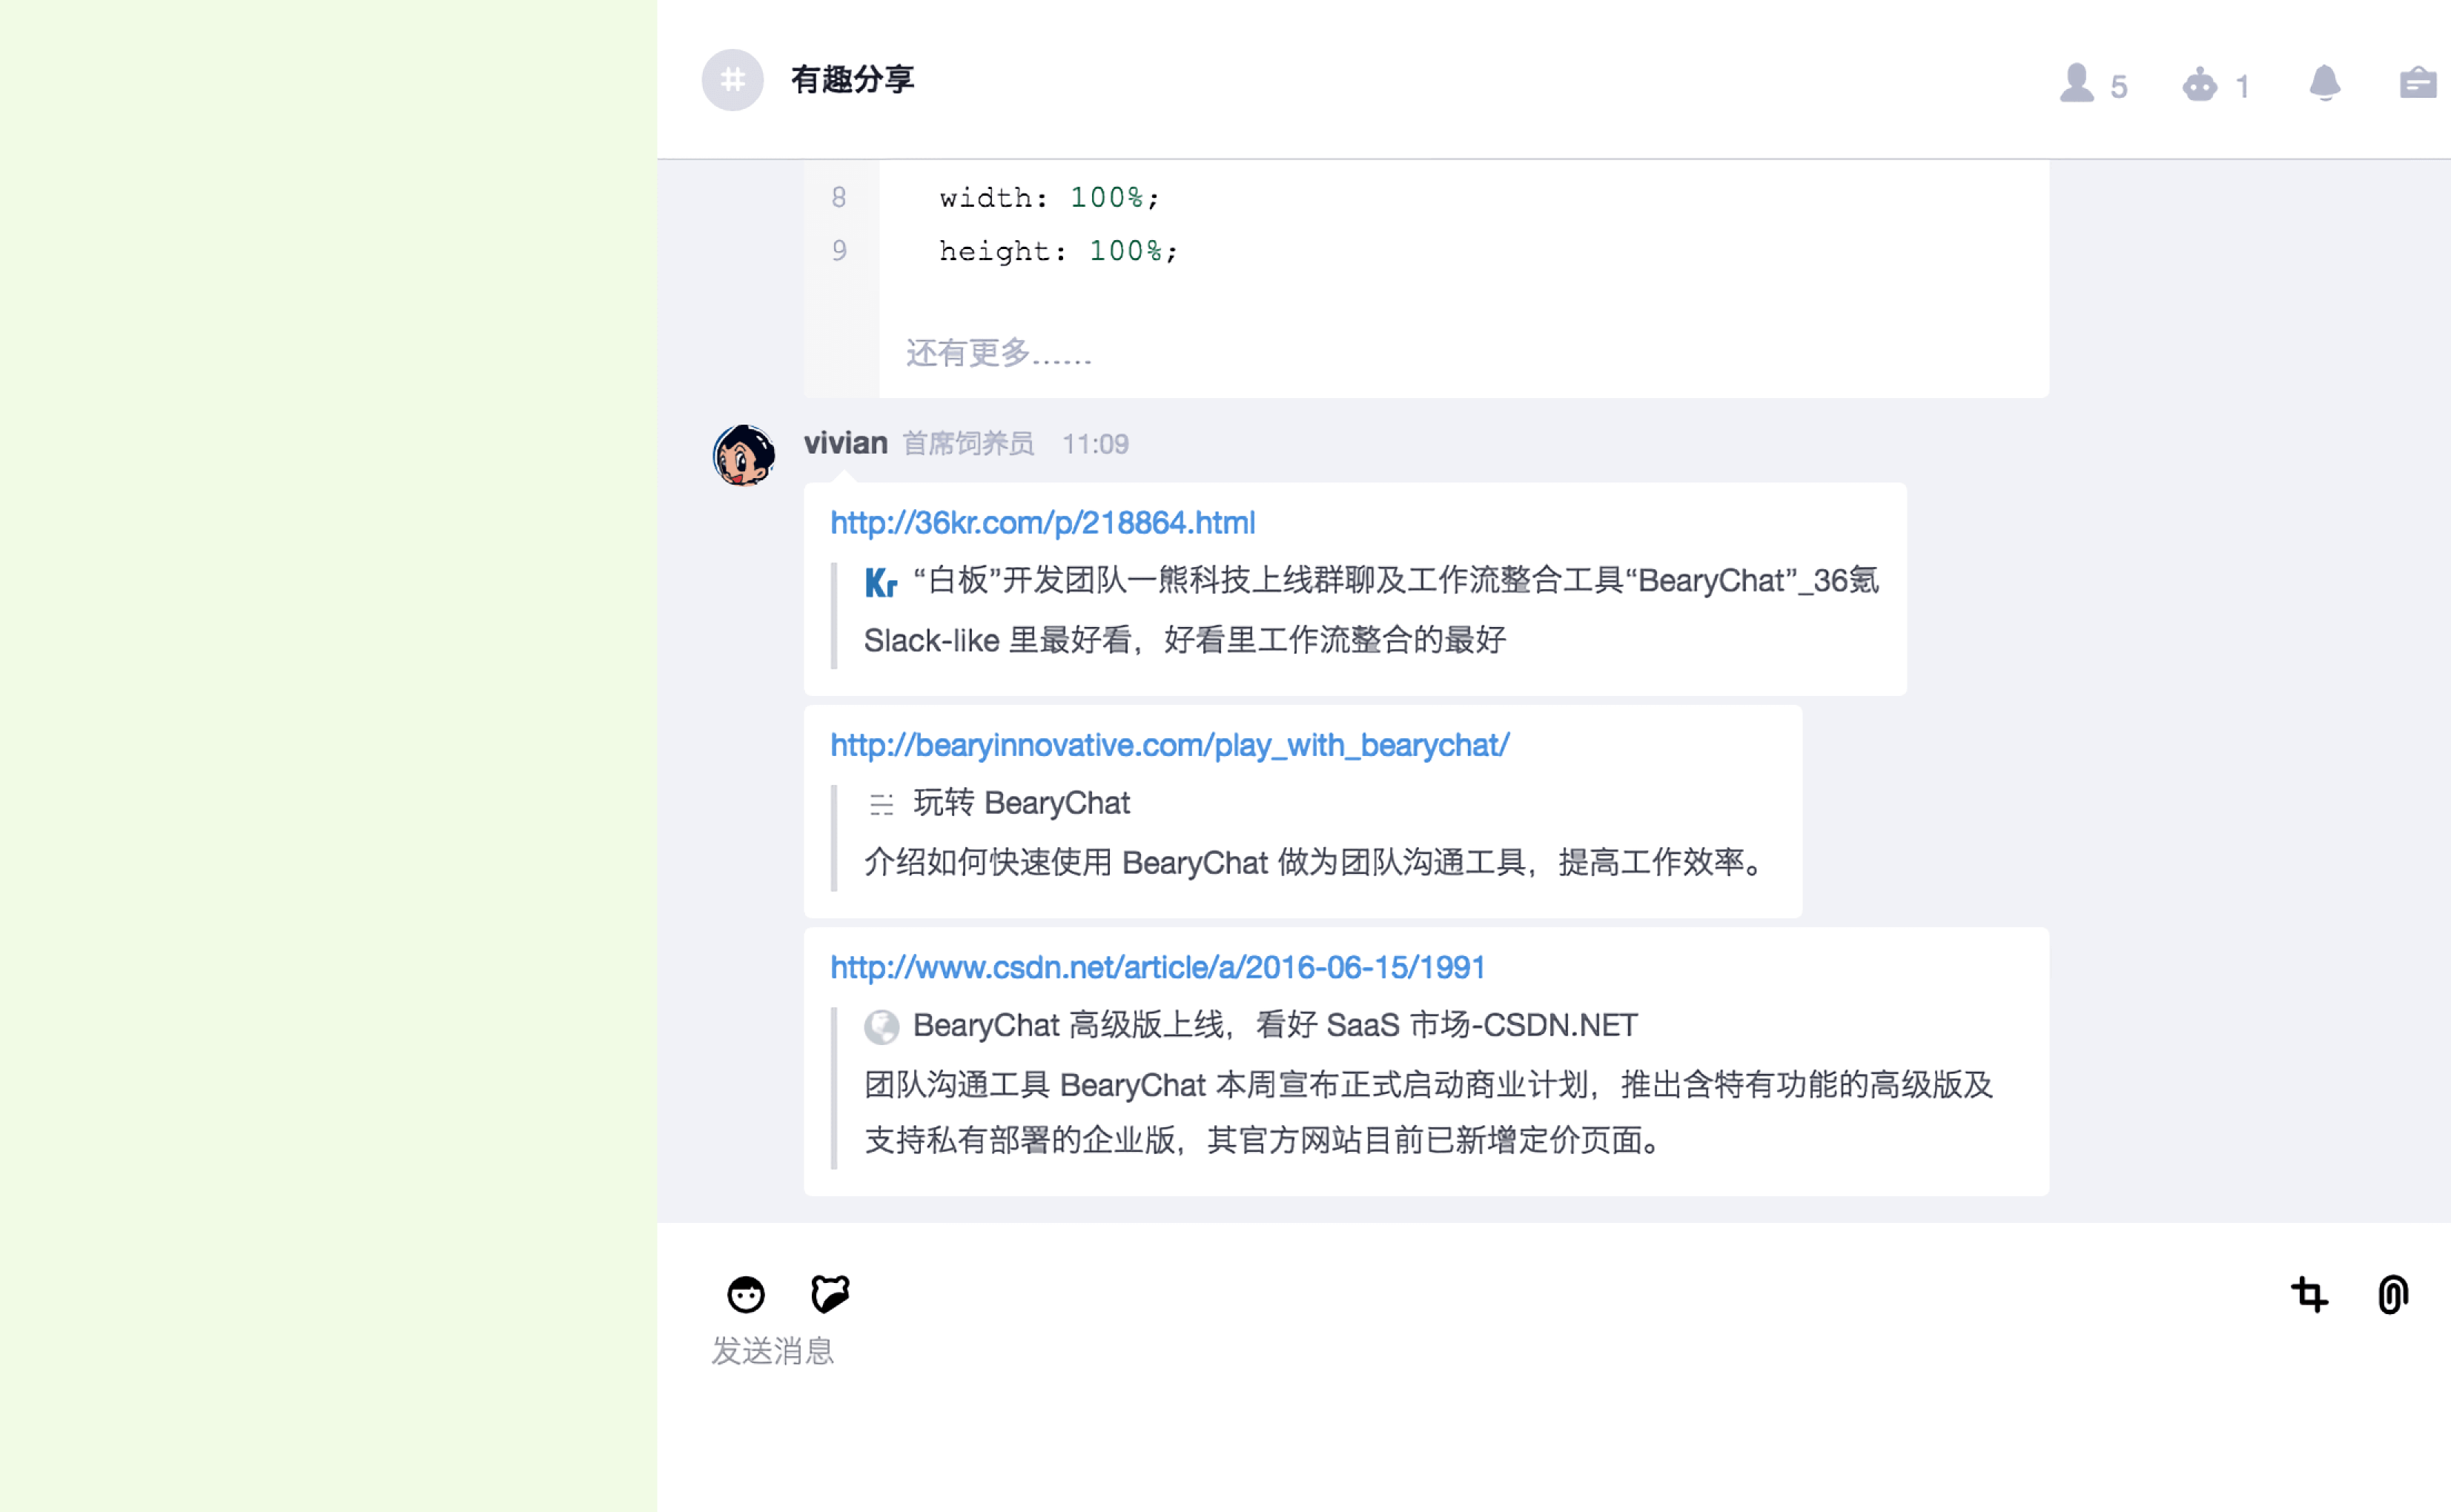 # 有趣分享
5 1
8 width: 100%;
9 height: 100%;
还有更多......
vivian 首席饲养员 11:09
http://36kr.com/p/218864.html
Kr “白板”开发团队一熊科技上线群聊及工作流整合工具“BearyChat”_36氪
Slack-like 里最好看，好看里工作流整合的最好
http://bearyinnovative.com/play_with_bearychat/
玩转 BearyChat
介绍如何快速使用 BearyChat 做为团队沟通工具，提高工作效率。
http://www.csdn.net/article/a/2016-06-15/1991
BearyChat 高级版上线，看好 SaaS 市场-CSDN.NET
团队沟通工具 BearyChat 本周宣布正式启动商业计划，推出含特有功能的高级版及
支持私有部署的企业版，其官方网站目前已新增定价页面。
发送消息